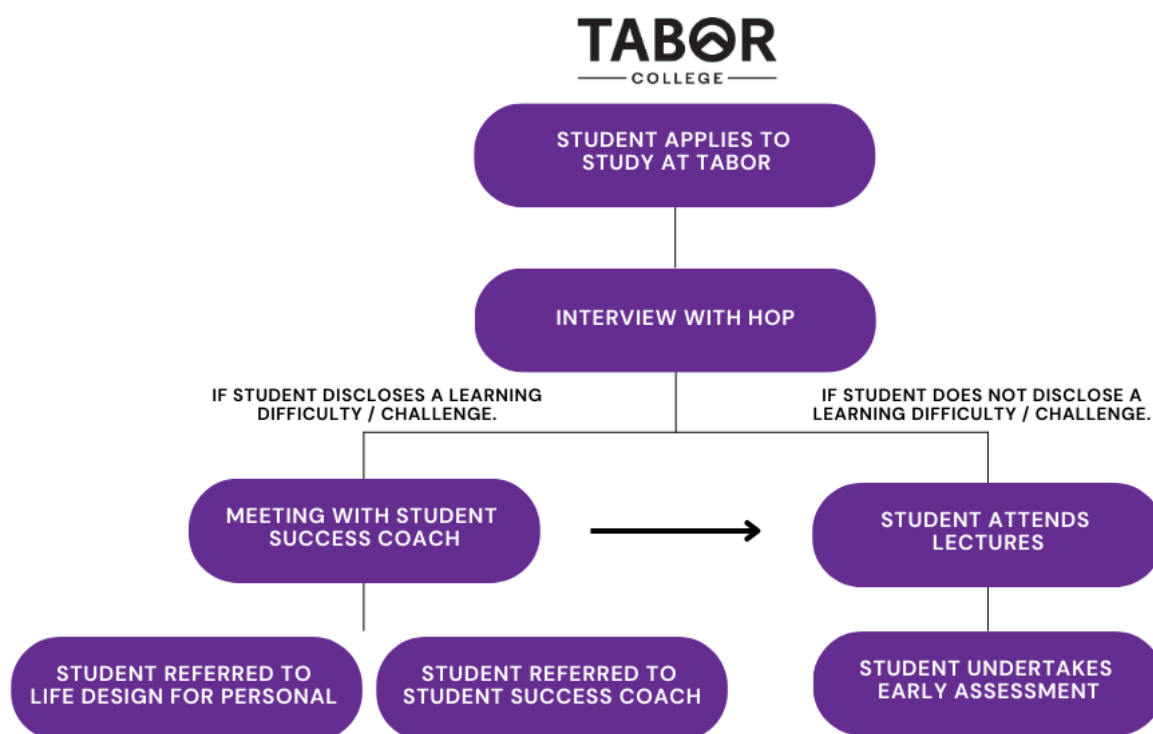 TABOR
COLLEGE
STUDENT APPLIES TO
STUDY AT TABOR
INTERVIEW WITH HOP
IF STUDENT DISCLOSES A LEARNING
DIFFICULTY / CHALLENGE.
IF STUDENT DOES NOT DISCLOSE A
LEARNING DIFFICULTY / CHALLENGE.
MEETING WITH STUDENT
SUCCESS COACH
STUDENT ATTENDS
LECTURES
STUDENT REFERRED TO
LIFE DESIGN FOR PERSONAL
STUDENT REFERRED TO
STUDENT SUCCESS COACH
STUDENT UNDERTAKES
EARLY ASSESSMENT